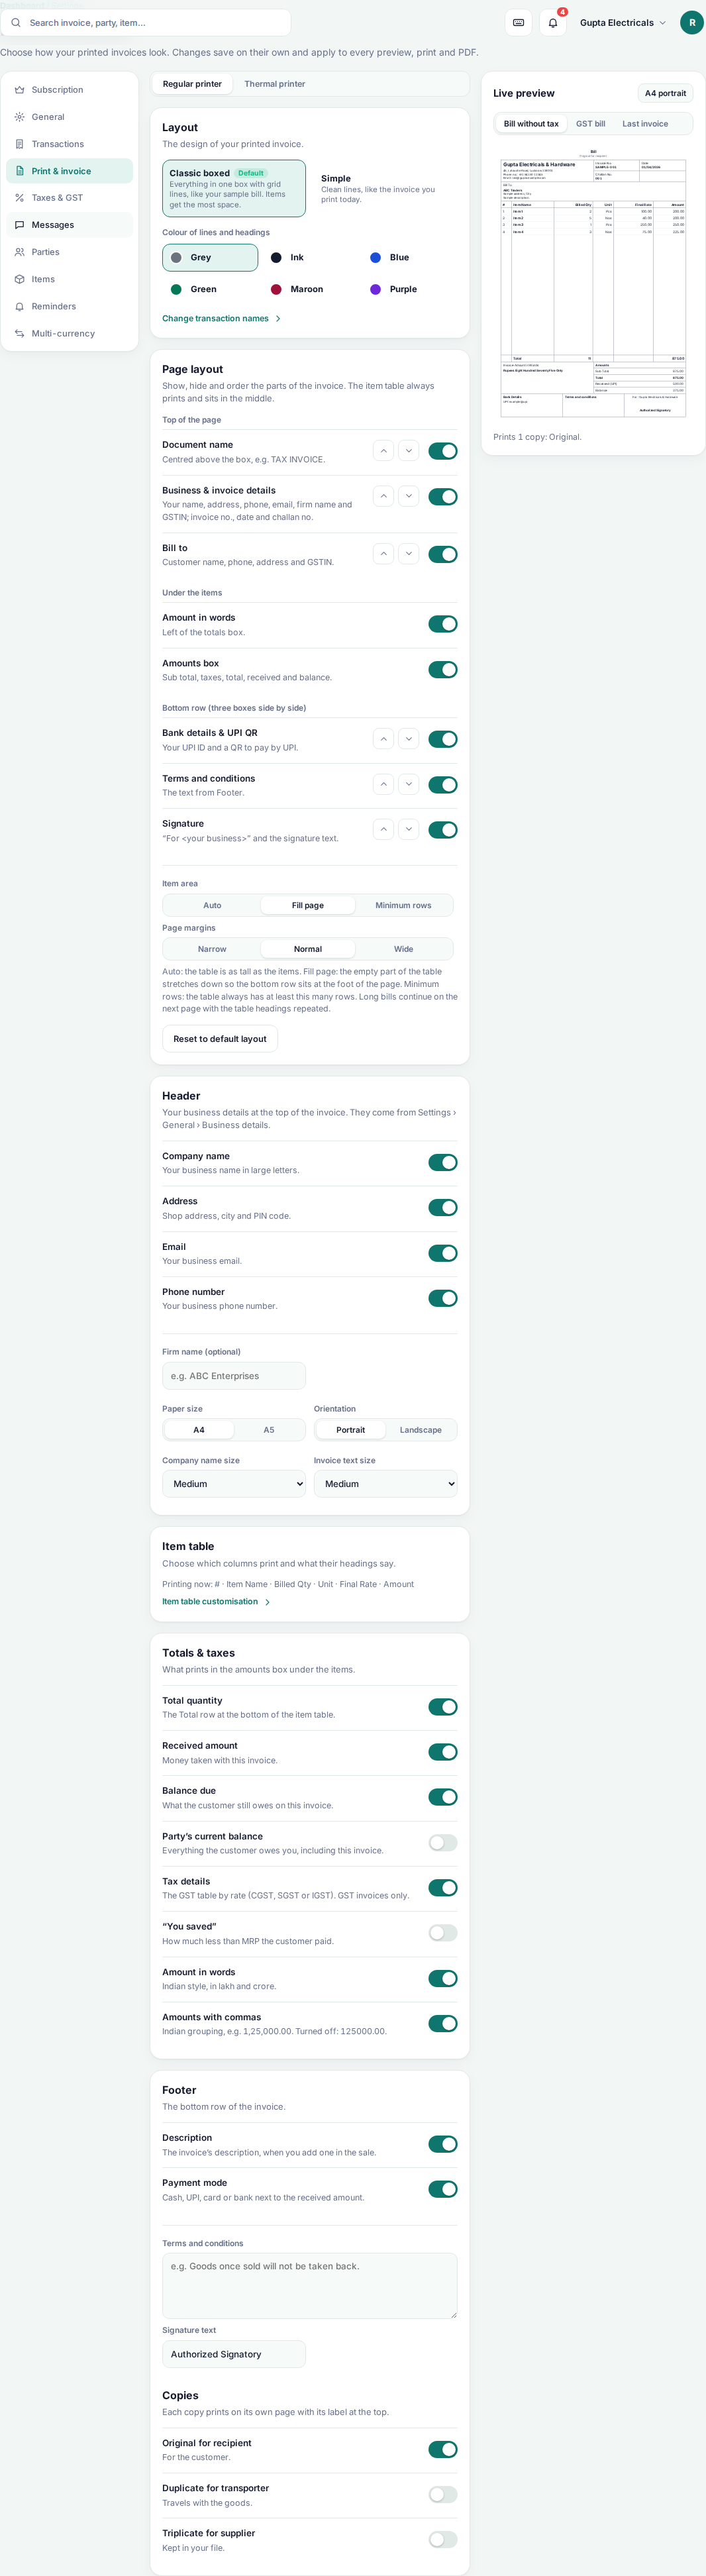 Search invoice, party, item...
4
Gupta Electricals
R
Choose how your printed invoices look. Changes save on their own and apply to every preview, print and PDF.
Subscription
General
Transactions
Print & invoice
Taxes & GST
Messages
Parties
Items
Reminders
Multi-currency
Regular printer
Thermal printer
Layout
The design of your printed invoice.
Classic boxed Default
Everything in one box with grid
lines, like your sample bill. Items
get the most space.
Simple
Clean lines, like the invoice you
print today.
Colour of lines and headings
Grey
Ink
Blue
Green
Maroon
Purple
Change transaction names
Page layout
Show, hide and order the parts of the invoice. The item table always
prints and sits in the middle.
Top of the page
Document name
Centred above the box, e.g. TAX INVOICE.
Business & invoice details
Your name, address, phone, email, firm name and
GSTIN; invoice no., date and challan no.
Bill to
Customer name, phone, address and GSTIN.
Under the items
Amount in words
Left of the totals box.
Amounts box
Sub total, taxes, total, received and balance.
Bottom row (three boxes side by side)
Bank details & UPI QR
Your UPI ID and a QR to pay by UPI.
Terms and conditions
The text from Footer.
Signature
“For <your business>” and the signature text.
Item area
Auto
Fill page
Minimum rows
Page margins
Narrow
Normal
Wide
Auto: the table is as tall as the items. Fill page: the empty part of the table
stretches down so the bottom row sits at the foot of the page. Minimum
rows: the table always has at least this many rows. Long bills continue on the
next page with the table headings repeated.
Reset to default layout
Header
Your business details at the top of the invoice. They come from Settings ›
General › Business details.
Company name
Your business name in large letters.
Address
Shop address, city and PIN code.
Email
Your business email.
Phone number
Your business phone number.
Firm name (optional)
e.g. ABC Enterprises
Paper size
Orientation
A4
A5
Portrait
Landscape
Company name size
Invoice text size
Medium
Medium
Item table
Choose which columns print and what their headings say.
Printing now: # · Item Name · Billed Qty · Unit · Final Rate · Amount
Item table customisation
Totals & taxes
What prints in the amounts box under the items.
Total quantity
The Total row at the bottom of the item table.
Received amount
Money taken with this invoice.
Balance due
What the customer still owes on this invoice.
Party’s current balance
Everything the customer owes you, including this invoice.
Tax details
The GST table by rate (CGST, SGST or IGST). GST invoices only.
“You saved”
How much less than MRP the customer paid.
Amount in words
Indian style, in lakh and crore.
Amounts with commas
Indian grouping, e.g. 1,25,000.00. Turned off: 125000.00.
Footer
The bottom row of the invoice.
Description
The invoice’s description, when you add one in the sale.
Payment mode
Cash, UPI, card or bank next to the received amount.
Terms and conditions
e.g. Goods once sold will not be taken back.
Signature text
Authorized Signatory
Copies
Each copy prints on its own page with its label at the top.
Original for recipient
For the customer.
Duplicate for transporter
Travels with the goods.
Triplicate for supplier
Kept in your file.
Live preview
A4 portrait
Bill without tax
GST bill
Last invoice
Bill
Gupta Electricals & Hardware
Prints 1 copy: Original.